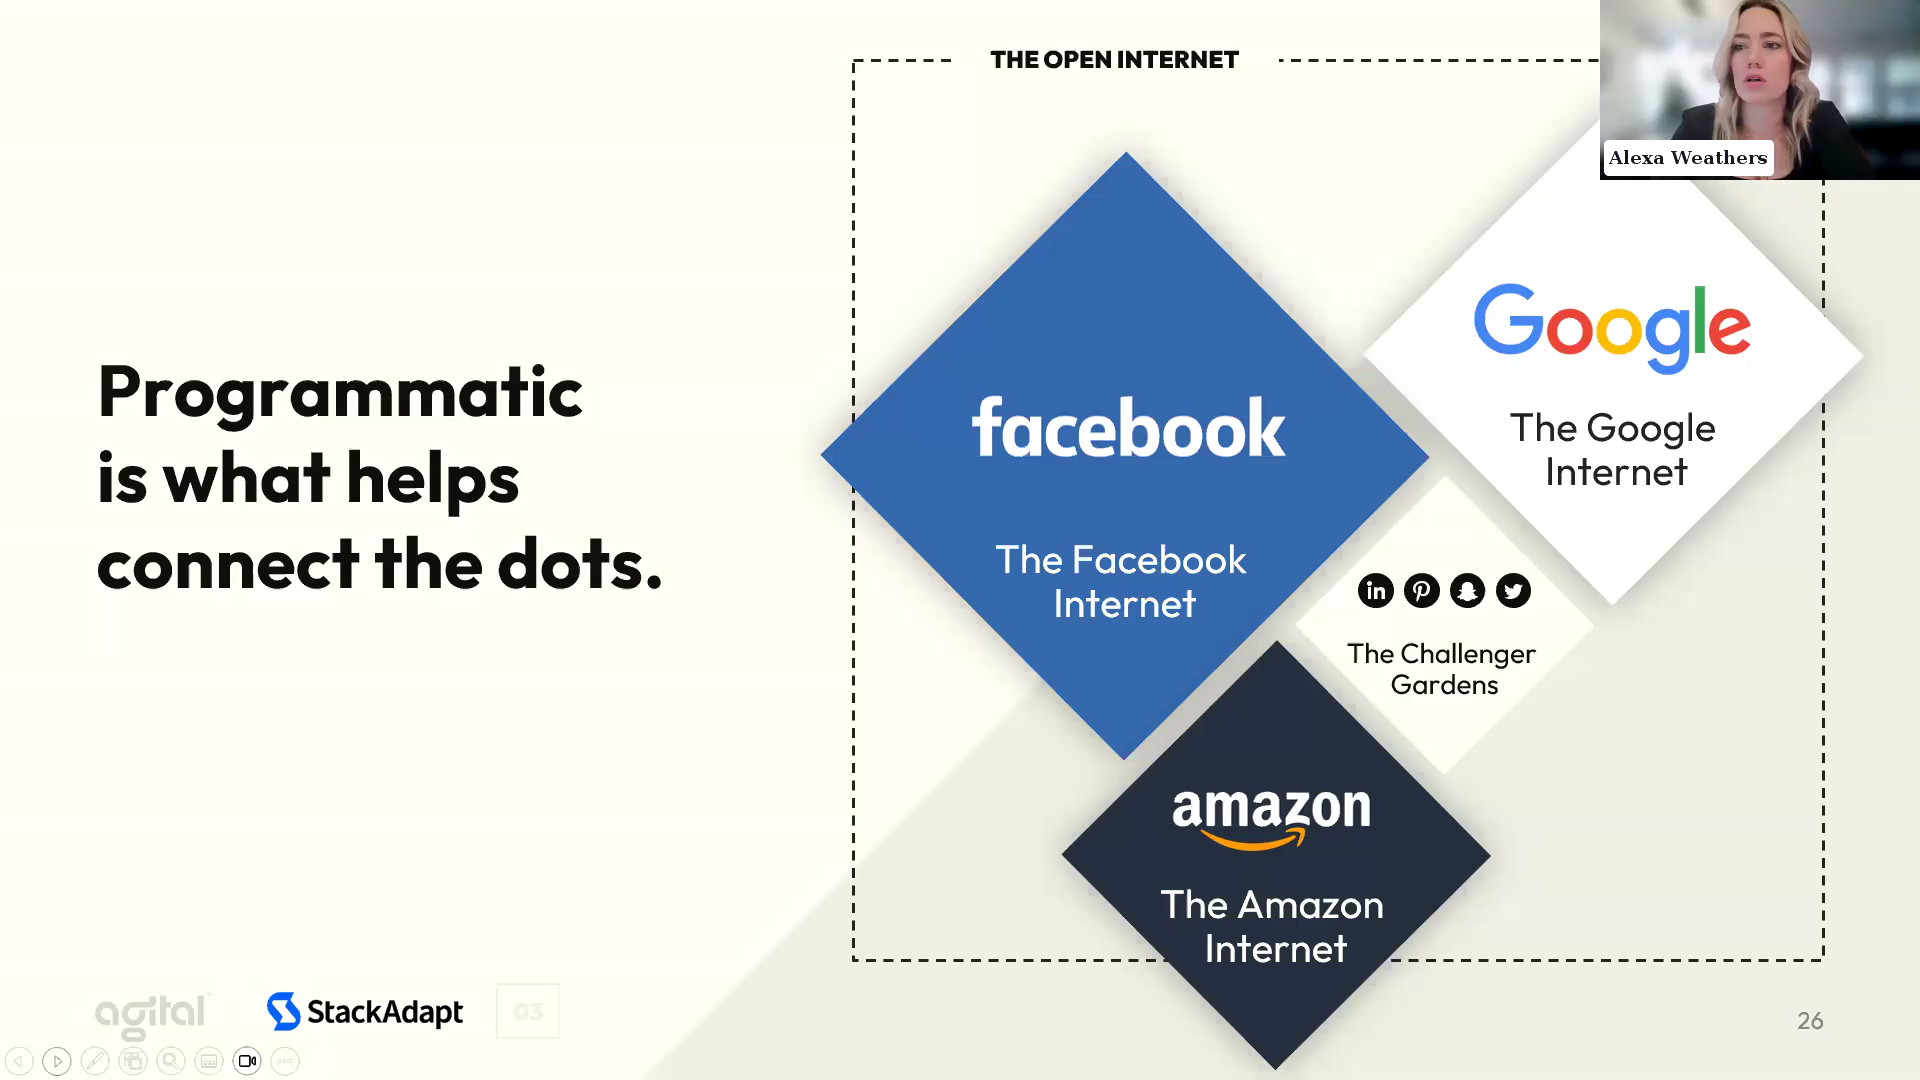 THE OPEN INTERNET
Alexa Weathers
Programmatic
is what helps
connect the dots.
facebook
The Facebook
Internet
Google
The Google
Internet
in
The Challenger
Gardens
amazon
The Amazon
Internet
agital
StackAdapt
03
26